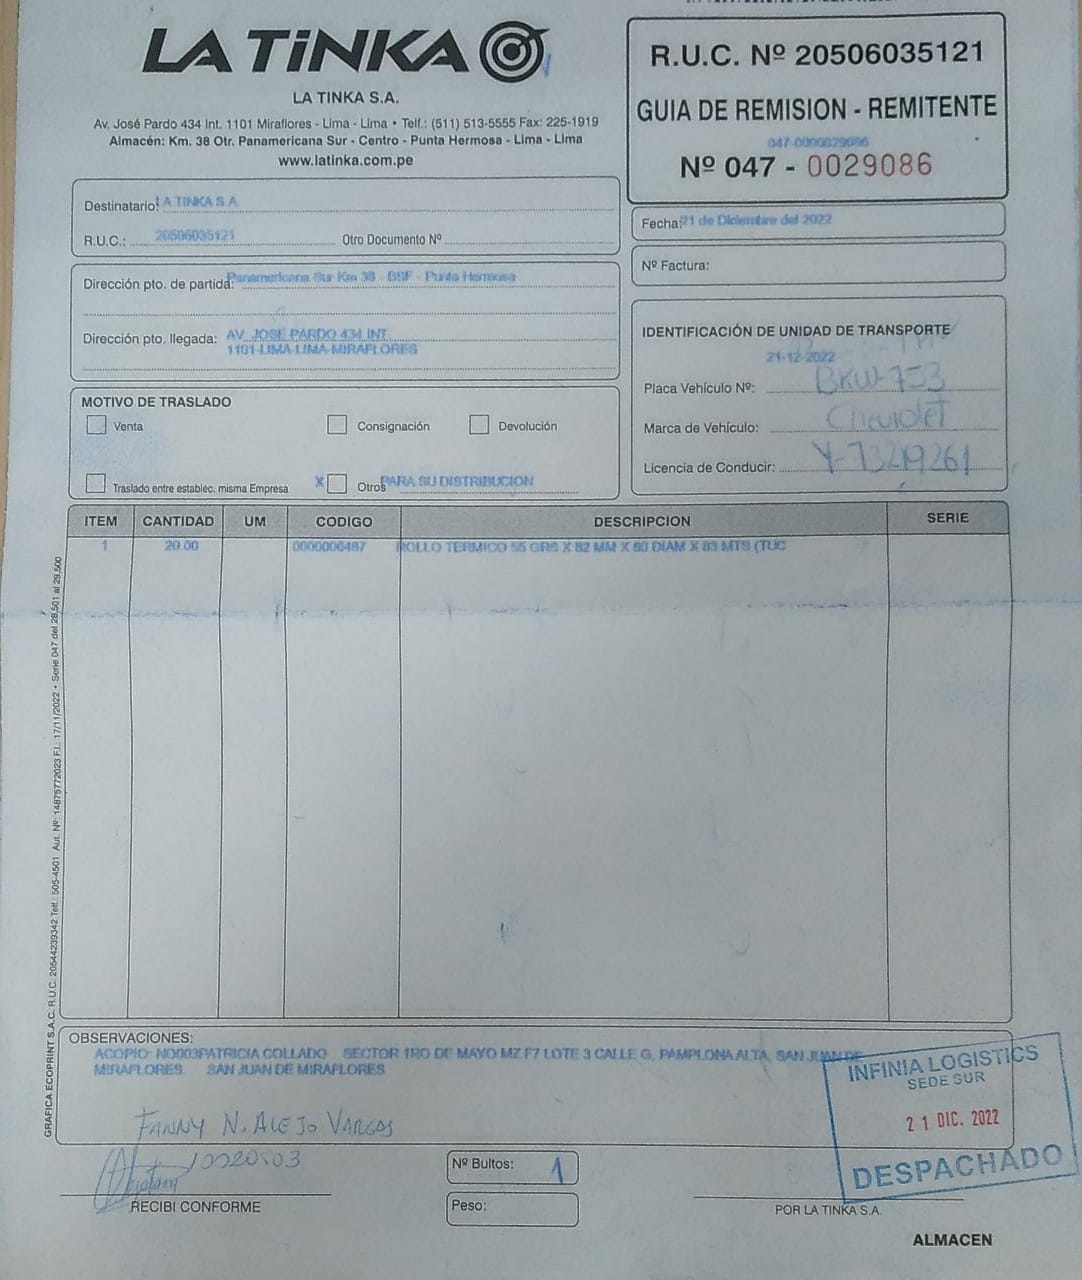 LA TiNKA
LA TINKA S.A.
Av. José Pardo 434 Int. 1101 Miraflores - Lima - Lima • Telf.: (511) 513-5555 Fax: 225-1919
Almacén: Km. 38 Otr. Panamericana Sur - Centro - Punta Hermosa - Lima - Lima
www.latinka.com.pe
R.U.C. Nº 20506035121
GUIA DE REMISION - REMITENTE
047-0000029086
Nº 047 - 0029086
Destinatario: LA TINKA S.A.
R.U.C.: 20506035121 Otro Documento Nº
Fecha: 21 de Diciembre del 2022
Nº Factura:
Dirección pto. de partida: Panamericana Sur Km 38 - BSF - Punta Hermosa
Dirección pto. llegada: AV. JOSE PARDO 434 INT.
1101-LIMA-LIMA-MIRAFLORES
IDENTIFICACIÓN DE UNIDAD DE TRANSPORTE
21-12-2022
Placa Vehículo Nº: BKW-753
Marca de Vehículo: Chevrolet
Licencia de Conducir: Y-73219261
MOTIVO DE TRASLADO
Venta Consignación Devolución
Traslado entre establec. misma Empresa X Otros PARA SU DISTRIBUCION
ITEM CANTIDAD UM CODIGO DESCRIPCION SERIE
1 20.00 0000006487 ROLLO TERMICO 55 GRS X 82 MM X 60 DIAM X 83 MTS (TUC
GRAFICA ECOPRINT S.A.C. R.U.C. 20544239342 Telf.: 505-4501 Aut. Nº: 14875772023 F.I.: 17/11/2022 • Serie 047 del 28,501 al 29,500
OBSERVACIONES:
ACOPIO: NO003PATRICIA COLLADO SECTOR 1RO DE MAYO MZ F7 LOTE 3 CALLE G, PAMPLONA ALTA, SAN JUAN DE
MIRAFLORES SAN JUAN DE MIRAFLORES
INFINIA LOGISTICS
SEDE SUR
21 DIC. 2022
DESPACHADO
FANNY N. ALEJO VARGAS
10020503
RECIBI CONFORME
Nº Bultos: 1
Peso:
POR LA TINKA S.A.
ALMACEN